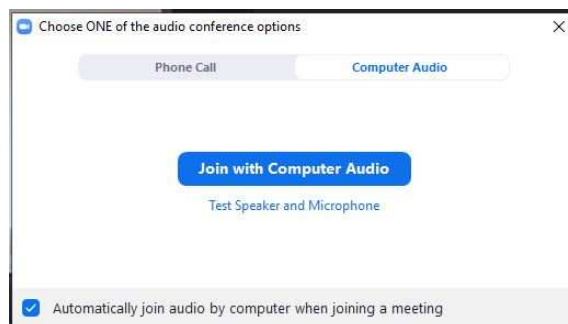 Choose ONE of the audio conference options
Phone Call
Computer Audio
Join with Computer Audio
Test Speaker and Microphone
Automatically join audio by computer when joining a meeting